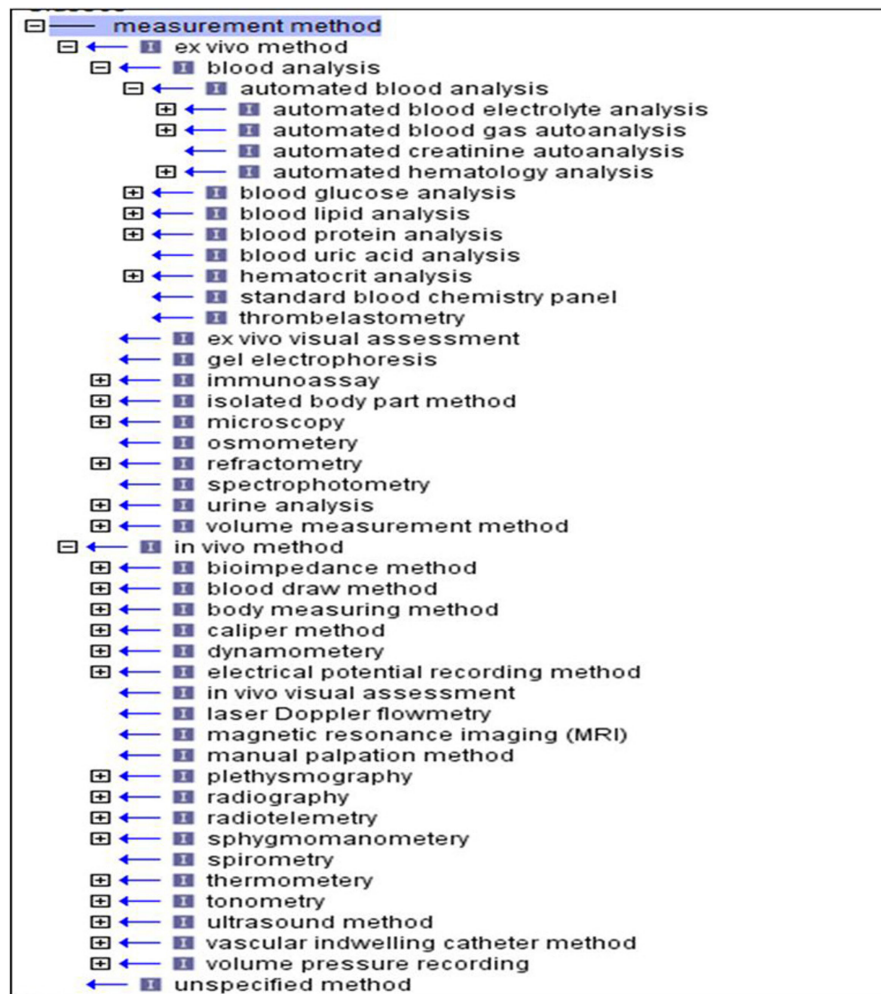 measurement method
ex vivo method
blood analysis
automated blood analysis
automated blood electrolyte analysis
automated blood gas autoanalysis
automated creatinine autoanalysis
automated hematology analysis
blood glucose analysis
blood lipid analysis
blood protein analysis
blood uric acid analysis
hematocrit analysis
standard blood chemistry panel
thrombelastometry
ex vivo visual assessment
gel electrophoresis
immunoassay
isolated body part method
microscopy
osmometery
refractometry
spectrophotometry
urine analysis
volume measurement method
in vivo method
bioimpedance method
blood draw method
body measuring method
caliper method
dynamometery
electrical potential recording method
in vivo visual assessment
laser Doppler flowmetry
magnetic resonance imaging (MRI)
manual palpation method
plethysmography
radiography
radiotelemetry
sphygmomanometery
spirometry
thermometery
tonometry
ultrasound method
vascular indwelling catheter method
volume pressure recording
unspecified method